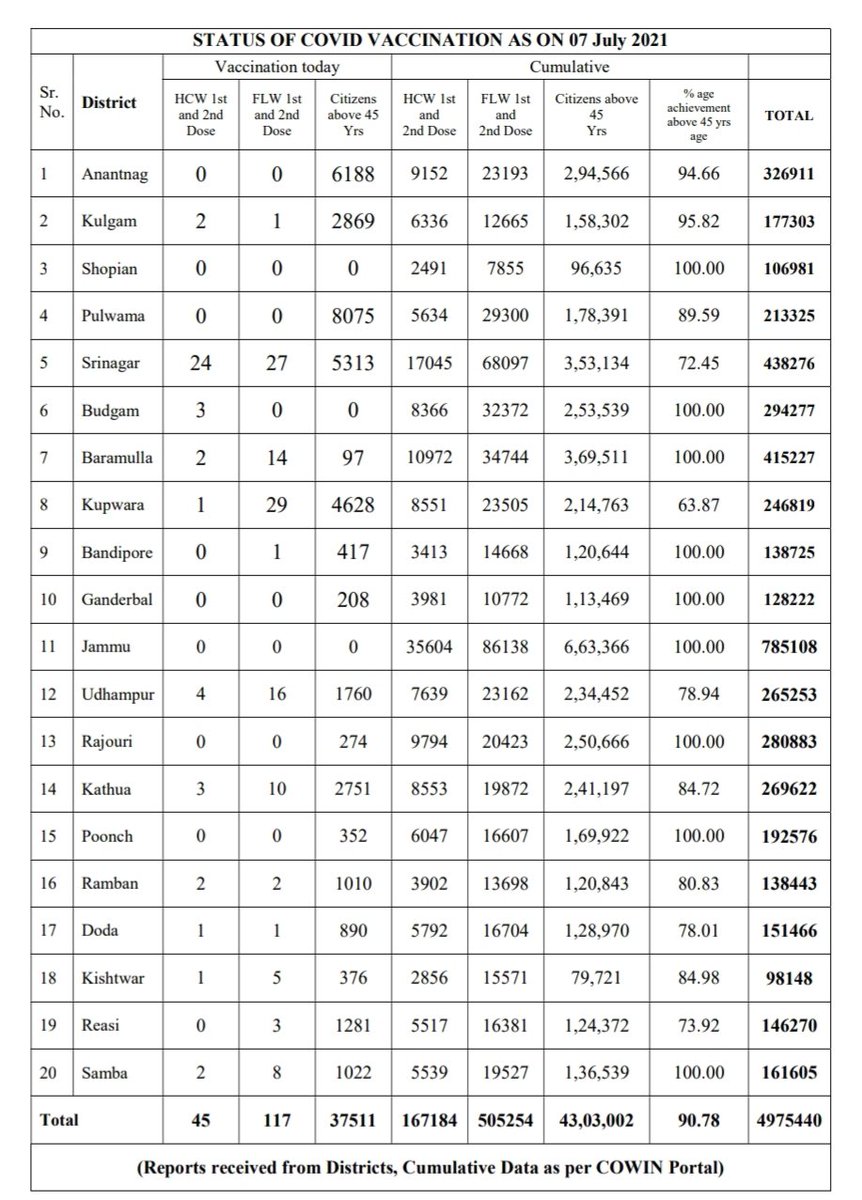 STATUS OF COVID VACCINATION AS ON 07 July 2021
Sr. No. District Vaccination today Cumulative
HCW 1st and 2nd Dose FLW 1st and 2nd Dose Citizens above 45 Yrs HCW 1st and 2nd Dose FLW 1st and 2nd Dose Citizens above 45 Yrs % age achievement above 45 yrs age TOTAL
1 Anantnag 0 0 6188 9152 23193 2,94,566 94.66 326911
2 Kulgam 2 1 2869 6336 12665 1,58,302 95.82 177303
3 Shopian 0 0 0 2491 7855 96,635 100.00 106981
4 Pulwama 0 0 8075 5634 29300 1,78,391 89.59 213325
5 Srinagar 24 27 5313 17045 68097 3,53,134 72.45 438276
6 Budgam 3 0 0 8366 32372 2,53,539 100.00 294277
7 Baramulla 2 14 97 10972 34744 3,69,511 100.00 415227
8 Kupwara 1 29 4628 8551 23505 2,14,763 63.87 246819
9 Bandipore 0 1 417 3413 14668 1,20,644 100.00 138725
10 Ganderbal 0 0 208 3981 10772 1,13,469 100.00 128222
11 Jammu 0 0 0 35604 86138 6,63,366 100.00 785108
12 Udhampur 4 16 1760 7639 23162 2,34,452 78.94 265253
13 Rajouri 0 0 274 9794 20423 2,50,666 100.00 280883
14 Kathua 3 10 2751 8553 19872 2,41,197 84.72 269622
15 Poonch 0 0 352 6047 16607 1,69,922 100.00 192576
16 Ramban 2 2 1010 3902 13698 1,20,843 80.83 138443
17 Doda 1 1 890 5792 16704 1,28,970 78.01 151466
18 Kishtwar 1 5 376 2856 15571 79,721 84.98 98148
19 Reasi 0 3 1281 5517 16381 1,24,372 73.92 146270
20 Samba 2 8 1022 5539 19527 1,36,539 100.00 161605
Total 45 117 37511 167184 505254 43,03,002 90.78 4975440
(Reports received from Districts, Cumulative Data as per COWIN Portal)